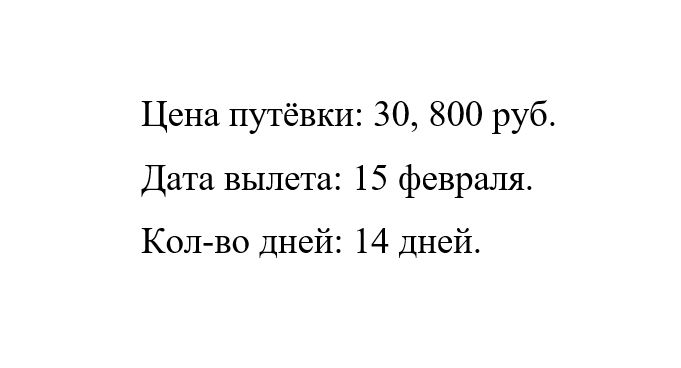 Цена путёвки: 30, 800 руб.
Дата вылета: 15 февраля.
Кол-во дней: 14 дней.